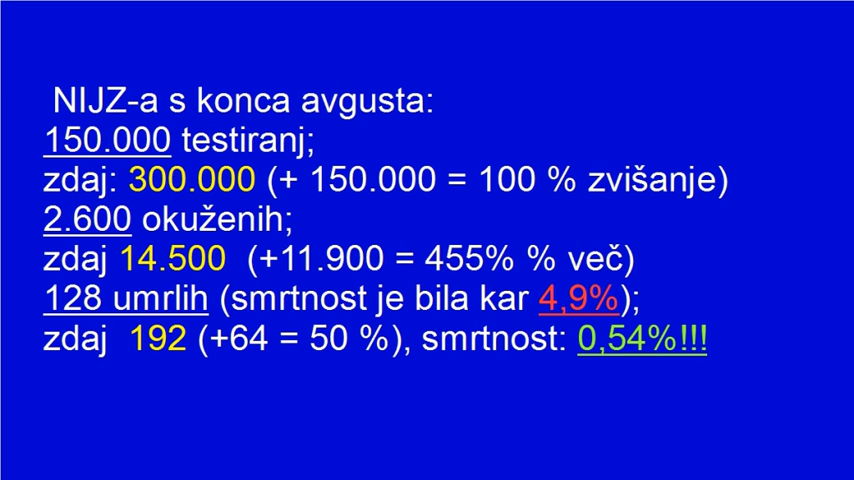 NIJZ-a s konca avgusta:
150.000 testiranj;
zdaj: 300.000 (+ 150.000 = 100 % zvišanje)
2.600 okuženih;
zdaj 14.500 (+11.900 = 455% % več)
128 umrlih (smrtnost je bila kar 4,9%);
zdaj 192 (+64 = 50 %), smrtnost: 0,54%!!!